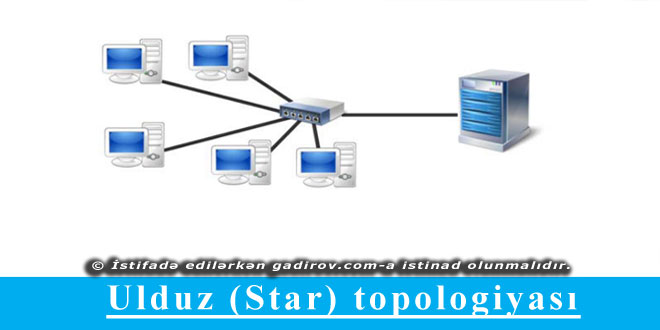 © İstifadə edilərkən gadirov.com-a istinad olunmalıdır.
Ulduz (Star) topologiyası